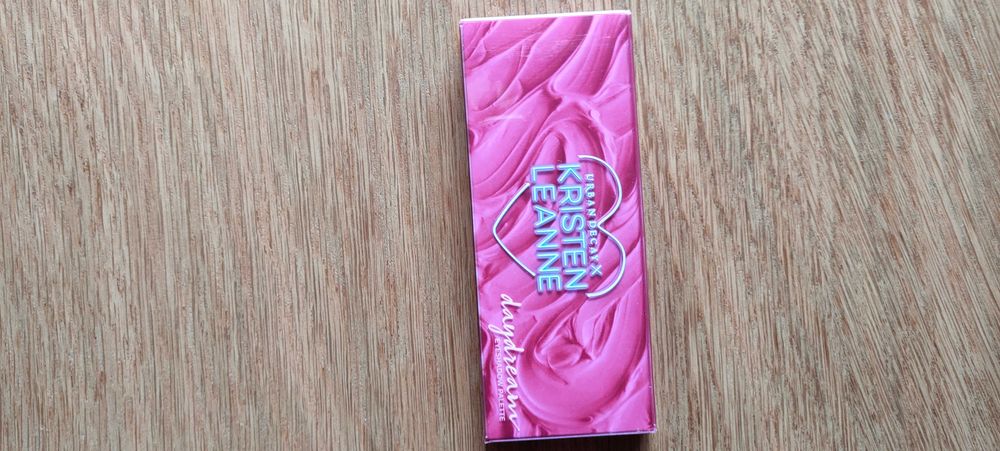 URBAN DECAY X
KRISTEN
LEANNE
daydream
EYESHADOW PALETTE